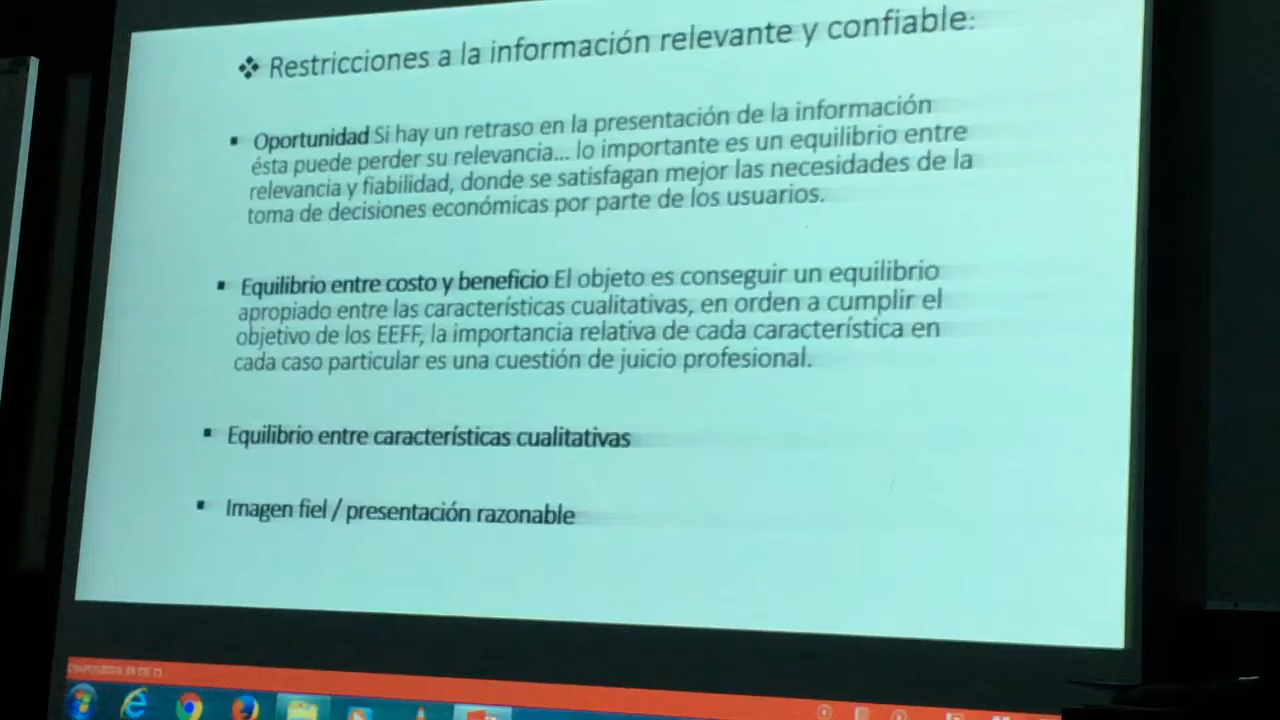 ❖ Restricciones a la información relevante y confiable:
▪ Oportunidad Si hay un retraso en la presentación de la información
ésta puede perder su relevancia... lo importante es un equilibrio entre
relevancia y fiabilidad, donde se satisfagan mejor las necesidades de la
toma de decisiones económicas por parte de los usuarios.
▪ Equilibrio entre costo y beneficio El objeto es conseguir un equilibrio
apropiado entre las características cualitativas, en orden a cumplir el
objetivo de los EEFF, la importancia relativa de cada característica en
cada caso particular es una cuestión de juicio profesional.
▪ Equilibrio entre características cualitativas
▪ Imagen fiel / presentación razonable